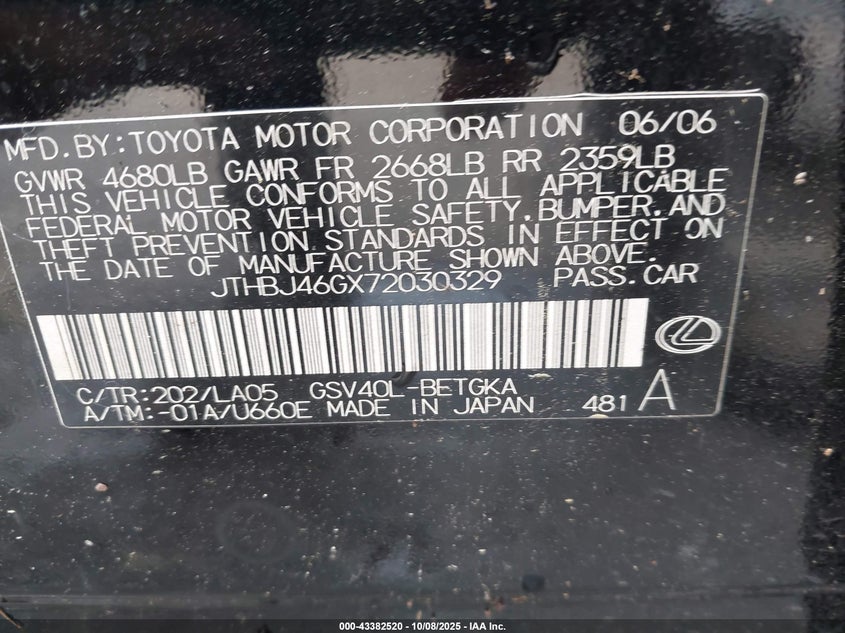 MFD.BY:TOYOTA MOTOR CORPORATION 06/06
GVWR 4680LB GAWR FR 2668LB RR 2359LB
THIS VEHICLE CONFORMS TO ALL APPLICABLE
FEDERAL MOTOR VEHICLE SAFETY,BUMPER,AND
THEFT PREVENTION STANDARDS IN EFFECT ON
THE DATE OF MANUFACTURE SHOWN ABOVE.
JTHBJ46GX72030329 PASS.CAR
C/TR:202/LA05 GSV40L-BETGKA
A/TM:-01A/U660E MADE IN JAPAN 481 A
000-43382520 - 10/08/2025 - IAA Inc.